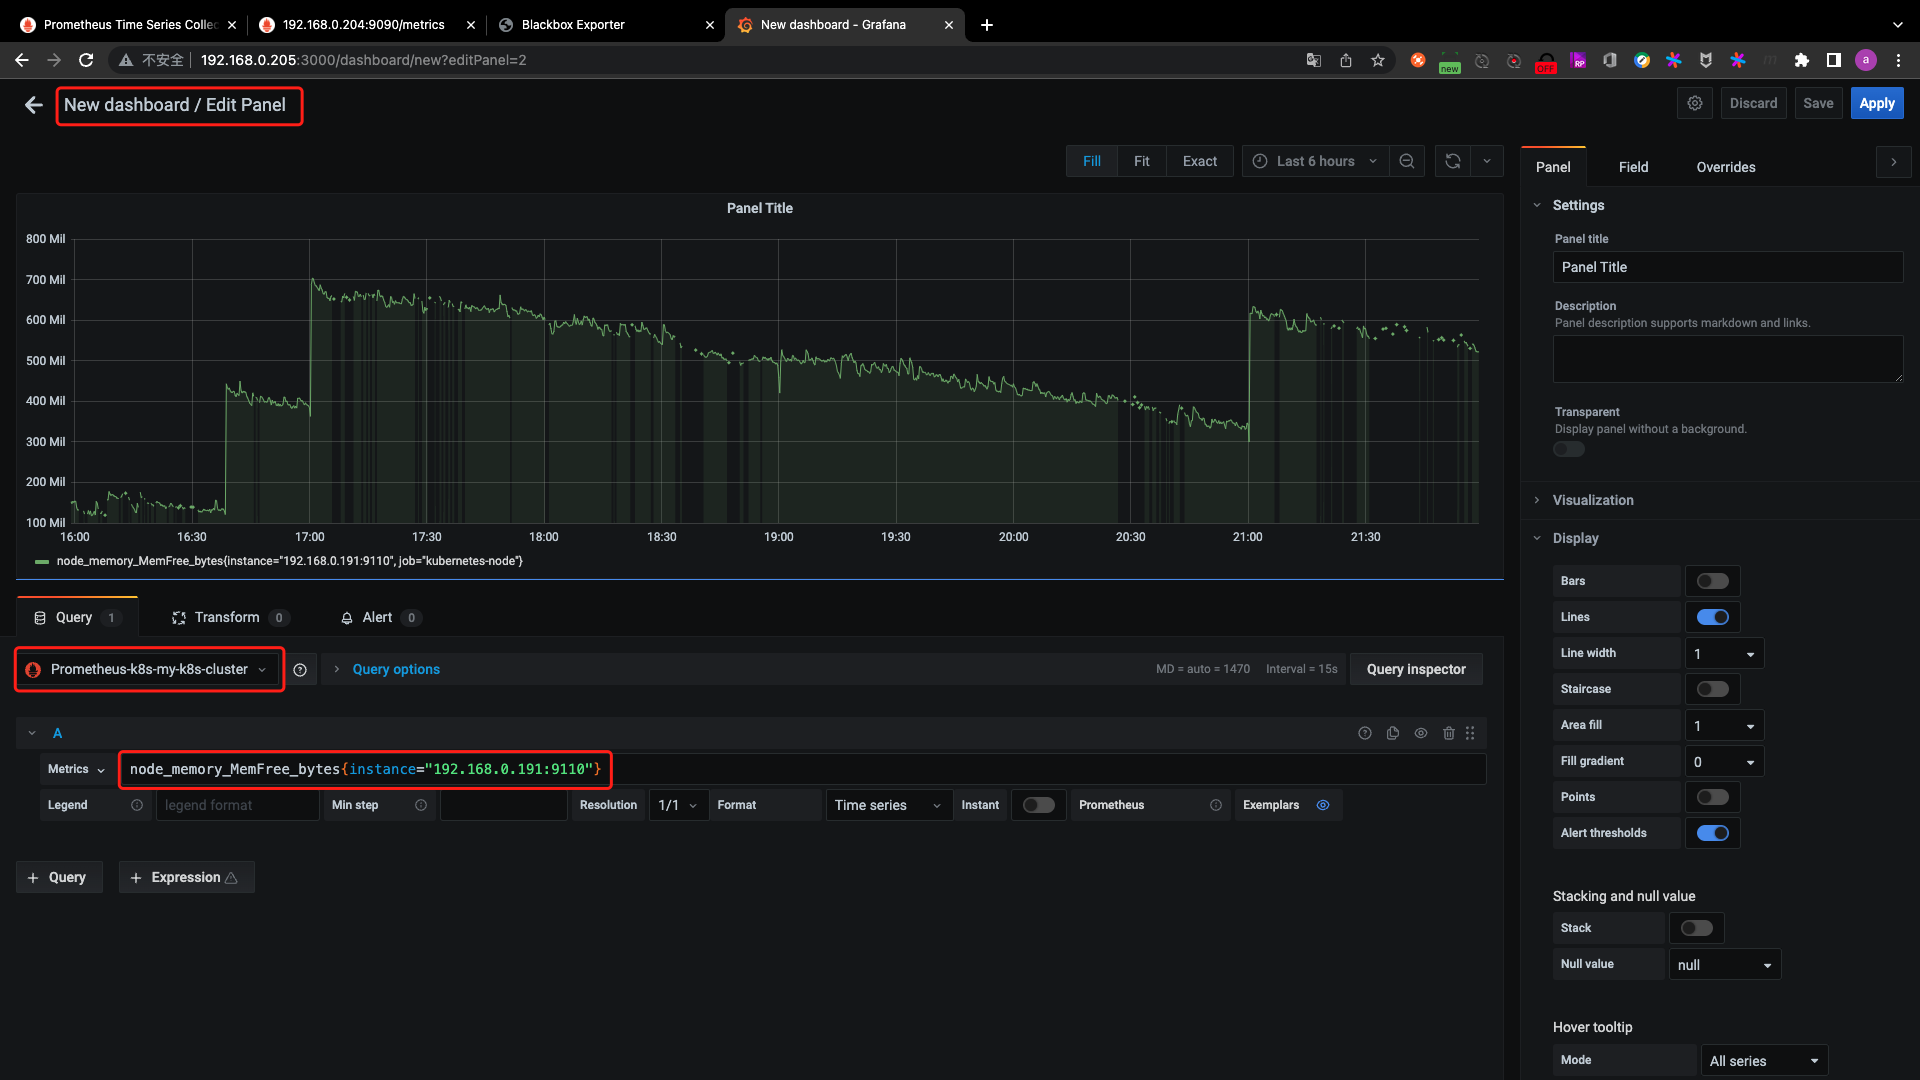 Prometheus Time Series Collec
192.168.0.204:9090/metrics
Blackbox Exporter
New dashboard - Grafana
不安全
192.168.0.205:3000/dashboard/new?editPanel=2
new
OFF
RP
a
New dashboard / Edit Panel
Discard
Save
Apply
Fill
Fit
Exact
Last 6 hours
Panel
Field
Overrides
Panel Title
800 Mil
700 Mil
600 Mil
500 Mil
400 Mil
300 Mil
200 Mil
100 Mil
16:00
16:30
17:00
17:30
18:00
18:30
19:00
19:30
20:00
20:30
21:00
21:30
node_memory_MemFree_bytes{instance="192.168.0.191:9110", job="kubernetes-node"}
Query 1
Transform 0
Alert 0
Prometheus-k8s-my-k8s-cluster
Query options
MD = auto = 1470
Interval = 15s
Query inspector
A
Metrics
node_memory_MemFree_bytes{instance="192.168.0.191:9110"}
Legend
legend format
Min step
Resolution
1/1
Format
Time series
Instant
Prometheus
Exemplars
+ Query
+ Expression
Settings
Panel title
Panel Title
Description
Panel description supports markdown and links.
Transparent
Display panel without a background.
Visualization
Display
Bars
Lines
Line width
1
Staircase
Area fill
1
Fill gradient
0
Points
Alert thresholds
Stacking and null value
Stack
Null value
null
Hover tooltip
Mode
All series